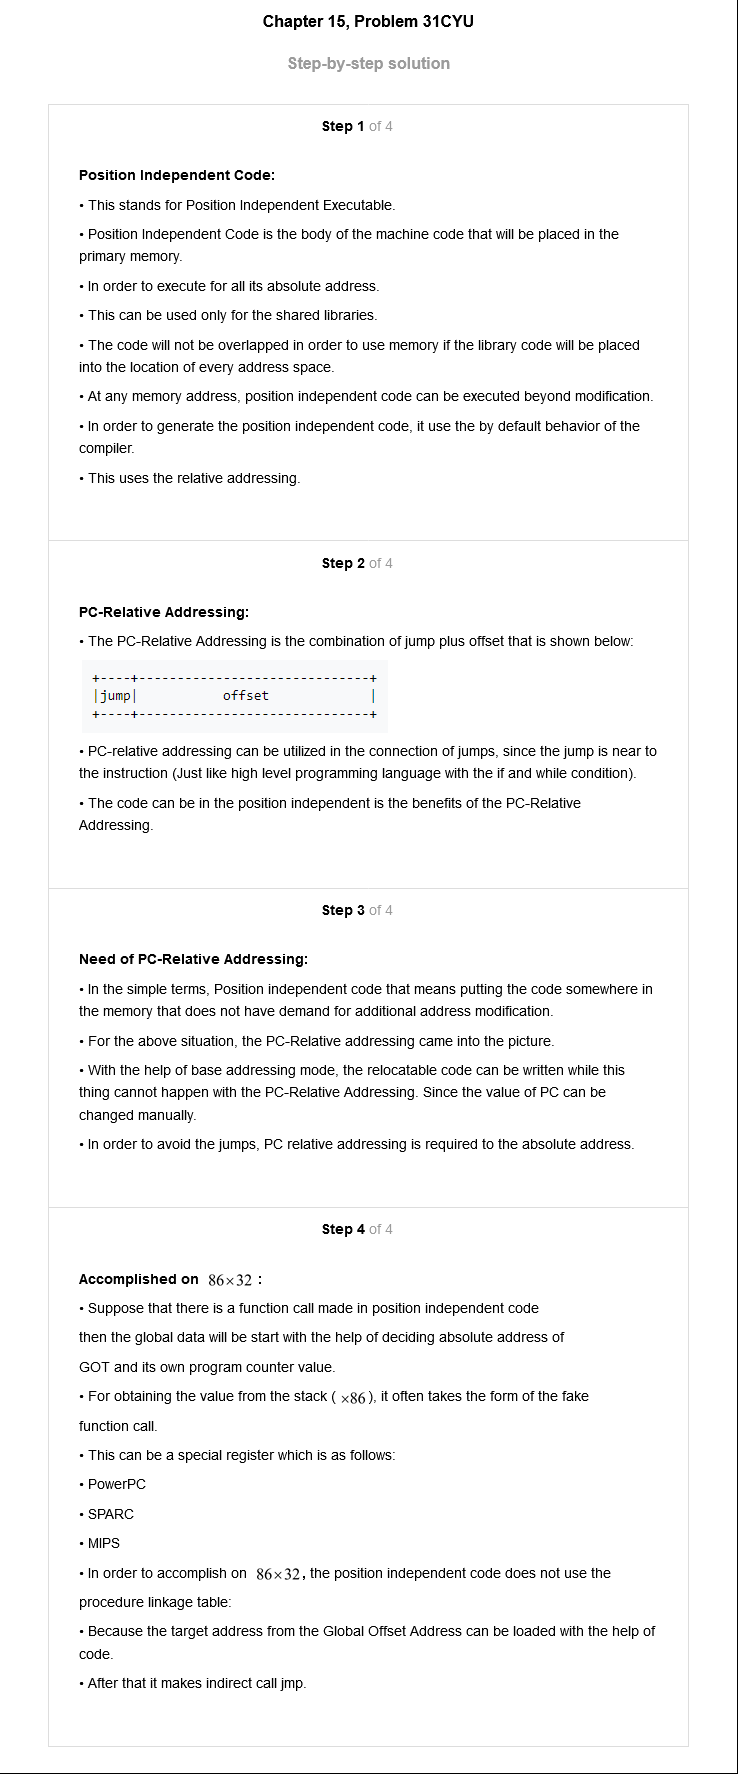 Chapter 15, Problem 31CYU
Step-by-step solution
Step 1 of 4
Position Independent Code:
• This stands for Position Independent Executable.
• Position Independent Code is the body of the machine code that will be placed in the
primary memory.
• In order to execute for all its absolute address.
• This can be used only for the shared libraries.
• The code will not be overlapped in order to use memory if the library code will be placed
into the location of every address space.
• At any memory address, position independent code can be executed beyond modification.
• In order to generate the position independent code, it use the by default behavior of the
compiler.
• This uses the relative addressing.
Step 2 of 4
PC-Relative Addressing:
• The PC-Relative Addressing is the combination of jump plus offset that is shown below:
+----+------------------------------+
|jump|           offset             |
+----+------------------------------+
• PC-relative addressing can be utilized in the connection of jumps, since the jump is near to
the instruction (Just like high level programming language with the if and while condition).
• The code can be in the position independent is the benefits of the PC-Relative
Addressing.
Step 3 of 4
Need of PC-Relative Addressing:
• In the simple terms, Position independent code that means putting the code somewhere in
the memory that does not have demand for additional address modification.
• For the above situation, the PC-Relative addressing came into the picture.
• With the help of base addressing mode, the relocatable code can be written while this
thing cannot happen with the PC-Relative Addressing. Since the value of PC can be
changed manually.
• In order to avoid the jumps, PC relative addressing is required to the absolute address.
Step 4 of 4
Accomplished on 86×32 :
• Suppose that there is a function call made in position independent code
then the global data will be start with the help of deciding absolute address of
GOT and its own program counter value.
• For obtaining the value from the stack ( ×86 ), it often takes the form of the fake
function call.
• This can be a special register which is as follows:
• PowerPC
• SPARC
• MIPS
• In order to accomplish on 86×32 , the position independent code does not use the
procedure linkage table:
• Because the target address from the Global Offset Address can be loaded with the help of
code.
• After that it makes indirect call jmp.